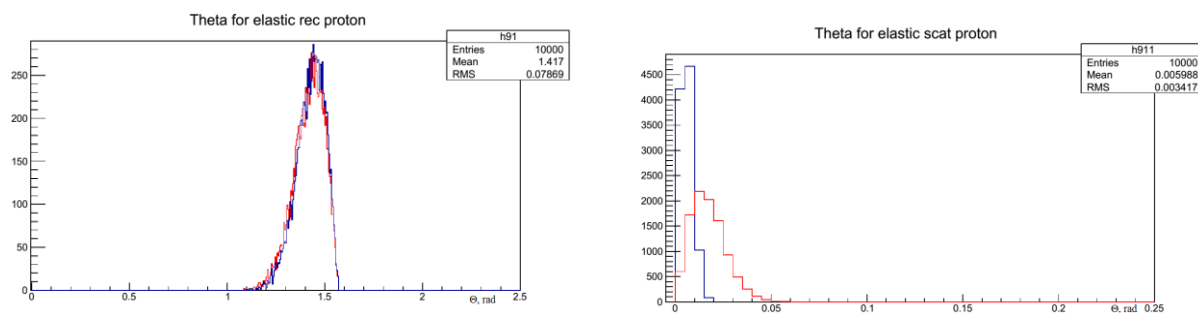 Theta for elastic rec proton
h91
Entries 10000
Mean 1.417
RMS 0.07869
250
200
150
100
50
0
0 0.5 1 1.5 2 2.5
Θ, rad
Theta for elastic scat proton
h911
Entries 10000
Mean 0.005988
RMS 0.003417
4500
4000
3500
3000
2500
2000
1500
1000
500
0
0 0.05 0.1 0.15 0.2 0.25
Θ, rad